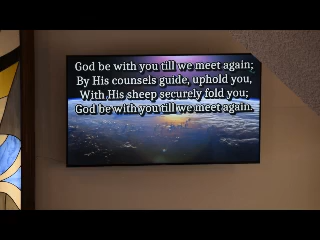 God be with you till we meet again;
By His counsels guide, uphold you,
With His sheep securely fold you;
God be with you till we meet again.